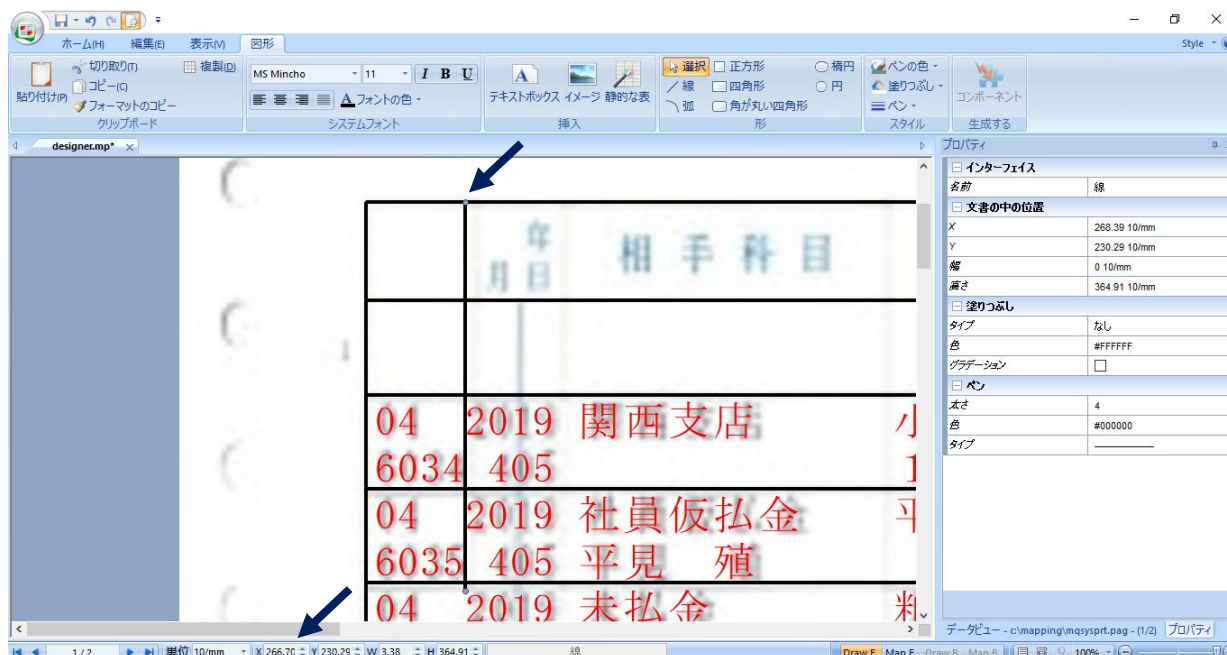 ホーム(H) 編集(E) 表示(V) 図形 Style
切り取り(T)
コピー(C)
フォーマットのコピー
貼り付け(P)
複製(D)
クリップボード
MS Mincho 11 I B U
A フォントの色
システムフォント
テキストボックス イメージ 静的な表
挿入
選択 正方形 楕円
線 四角形 円
弧 角が丸い四角形
形
ペンの色
塗りつぶし
ペン
スタイル
コンポーネント
生成する
designer.mp*
年
月 日
相手科目
1
04 2019 関西支店
6034 405 1
04 2019 社員仮払金
6035 405 平見 殖
04 2019 未払金
プロパティ
インターフェイス
名前 線
文書の中の位置
X 268.39 10/mm
Y 230.29 10/mm
幅 0 10/mm
高さ 364.91 10/mm
塗りつぶし
タイプ なし
色 #FFFFFF
グラデーション
ペン
太さ 4
色 #000000
タイプ
データビュー - c:\mapping\mqsysprt.pag - (1/2) プロパティ
1/2 単位 10/mm X 266.70 Y 230.29 W 3.38 H 364.91 線 Draw F Map F Draw B Map B 100%